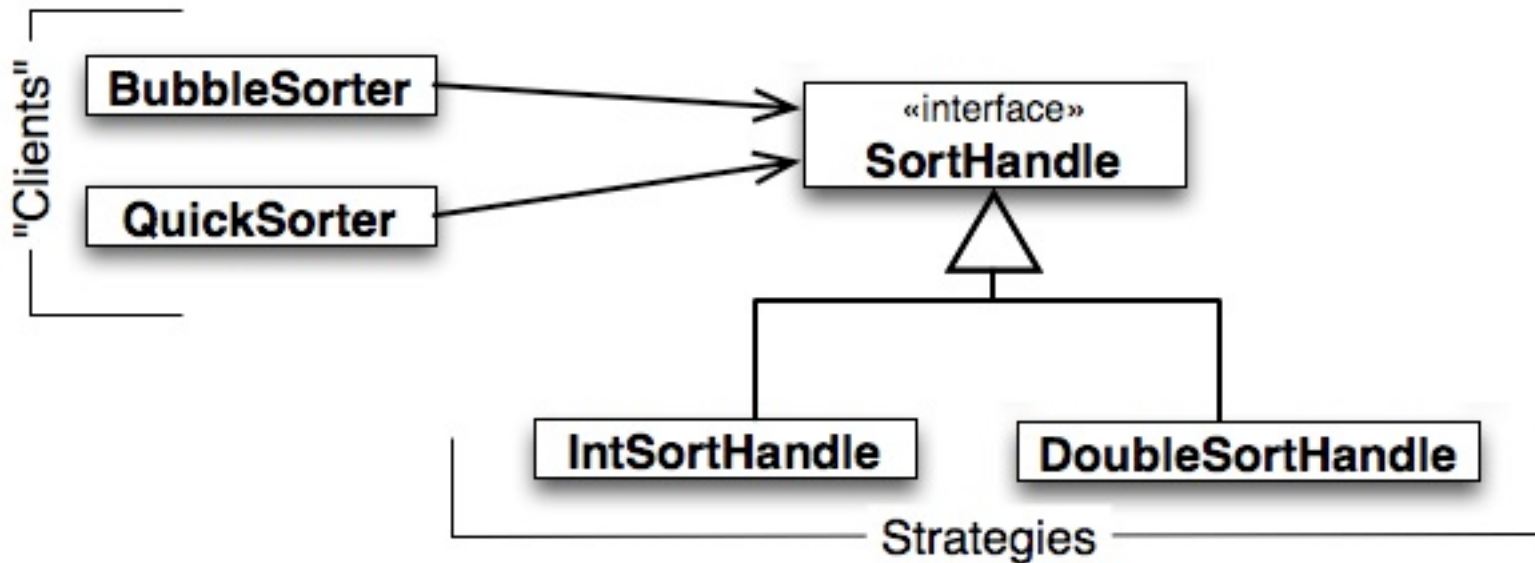 "Clients"
BubbleSorter
QuickSorter
«interface»
SortHandle
IntSortHandle
DoubleSortHandle
Strategies